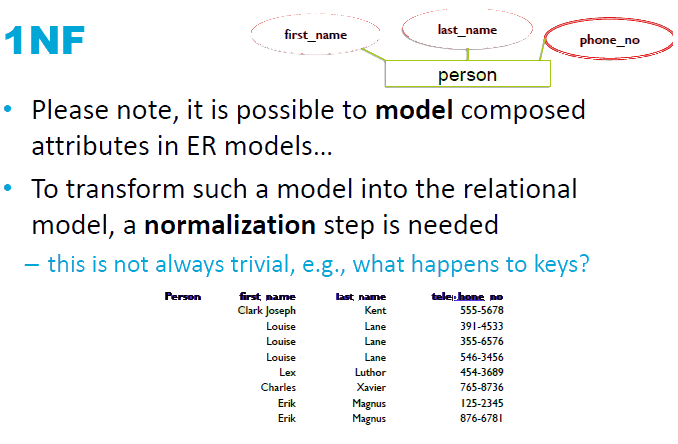 1NF
first_name
last_name
phone_no
person
• Please note, it is possible to model composed
attributes in ER models...
• To transform such a model into the relational
model, a normalization step is needed
– this is not always trivial, e.g., what happens to keys?
Person first_name last_name telephone_no
Clark Joseph Kent 555-5678
Louise Lane 391-4533
Louise Lane 355-6576
Louise Lane 546-3456
Lex Luthor 454-3689
Charles Xavier 765-8736
Erik Magnus 125-2345
Erik Magnus 876-6781